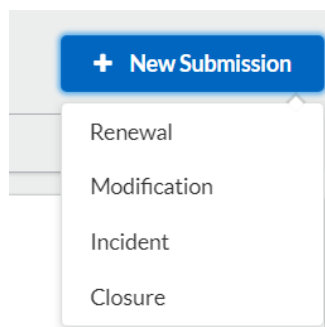 + New Submission
Renewal
Modification
Incident
Closure